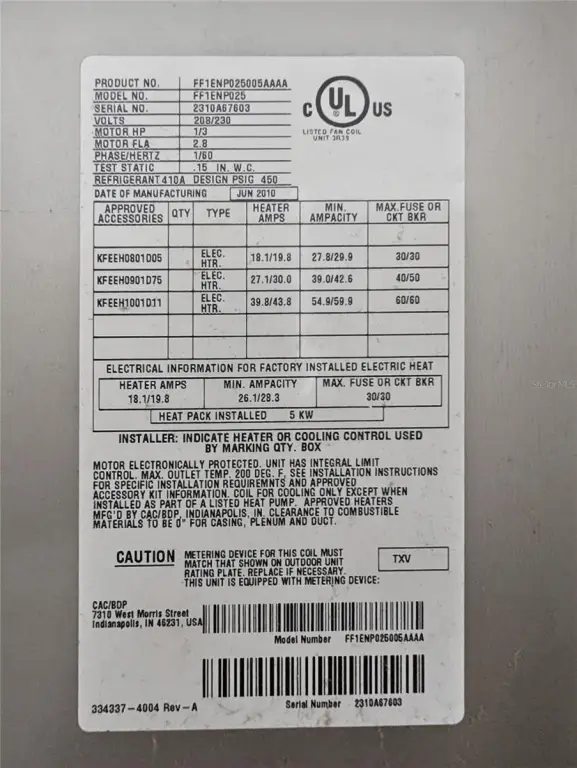 PRODUCT NO. FF1ENP025005AAAA
MODEL NO. FF1ENP025
SERIAL NO. 2310A67603
VOLTS 208/230
MOTOR HP 1/3
MOTOR FLA 2.8
PHASE/HERTZ 1/60
TEST STATIC .15 IN. W.C.
REFRIGERANT 410A DESIGN PSIG 450
DATE OF MANUFACTURING JUN 2010
C UL US
LISTED FAN COIL
UNIT 3R39
APPROVED ACCESSORIES QTY TYPE HEATER AMPS MIN. AMPACITY MAX.FUSE OR CKT BKR
KFEEH0801D05 ELEC. HTR. 18.1/19.8 27.8/29.9 30/30
KFEEH0901D75 ELEC. HTR. 27.1/30.0 39.0/42.6 40/50
KFEEH1001D11 ELEC. HTR. 39.8/43.8 54.9/59.9 60/60
ELECTRICAL INFORMATION FOR FACTORY INSTALLED ELECTRIC HEAT
HEATER AMPS MIN. AMPACITY MAX. FUSE OR CKT BKR
18.1/19.8 26.1/28.3 30/30
HEAT PACK INSTALLED 5 KW
INSTALLER: INDICATE HEATER OR COOLING CONTROL USED
BY MARKING QTY. BOX
MOTOR ELECTRONICALLY PROTECTED. UNIT HAS INTEGRAL LIMIT
CONTROL. MAX. OUTLET TEMP. 200 DEG. F. SEE INSTALLATION INSTRUCTIONS
FOR SPECIFIC INSTALLATION REQUIREMNTS AND APPROVED
ACCESSORY KIT INFORMATION. COIL FOR COOLING ONLY EXCEPT WHEN
INSTALLED AS PART OF A LISTED HEAT PUMP. APPROVED HEATERS
MFG'D BY CAC/BDP, INDIANAPOLIS, IN. CLEARANCE TO COMBUSTIBLE
MATERIALS TO BE 0" FOR CASING, PLENUM AND DUCT.
CAUTION METERING DEVICE FOR THIS COIL MUST
MATCH THAT SHOWN ON OUTDOOR UNIT
RATING PLATE. REPLACE IF NECESSARY.
THIS UNIT IS EQUIPPED WITH METERING DEVICE:
TXV
CAC/BDP
7310 West Morris Street
Indianapolis, IN 46231, USA
Model Number FF1ENP025005AAAA
334337-4004 Rev-A
Serial Number 2310A67603
Stellar MLS